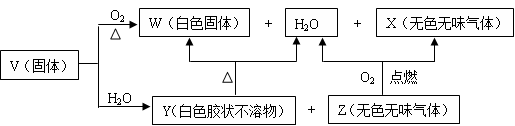 O₂
△
W（白色固体） + H₂O + X（无色无味气体）
V（固体）
△
O₂ 点燃
H₂O
Y(白色胶状不溶物) + Z(无色无味气体)